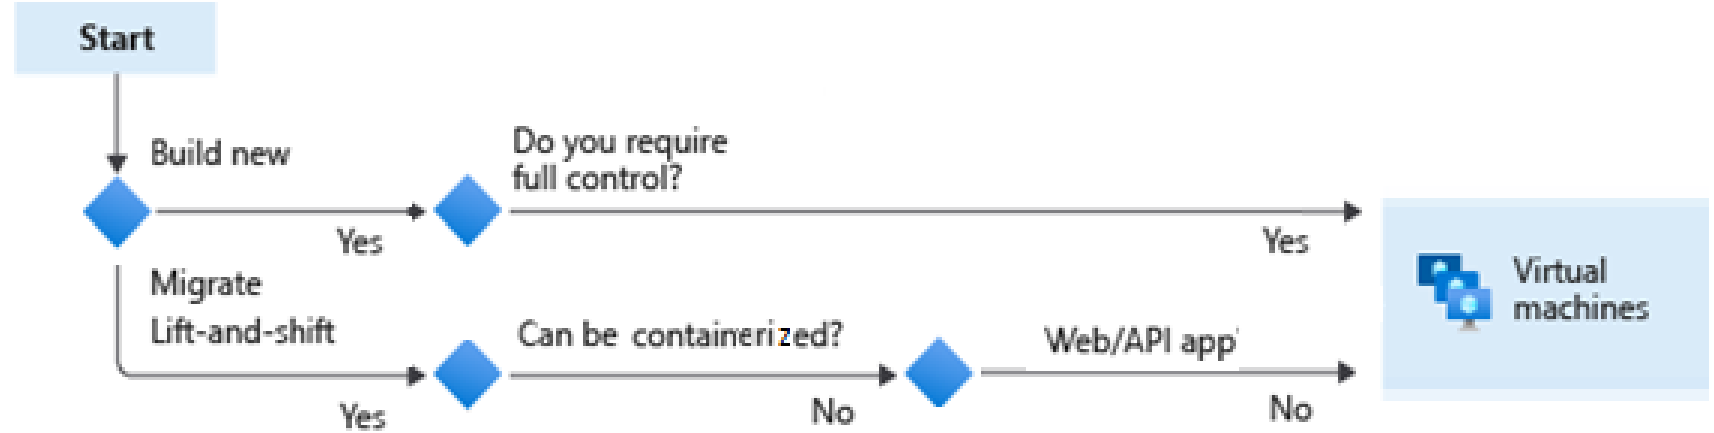 Start
Build new
Do you require
full control?
Yes
Yes
Migrate
Lift-and-shift
Can be containerized?
Web/API app'
Virtual
machines
Yes
No
No